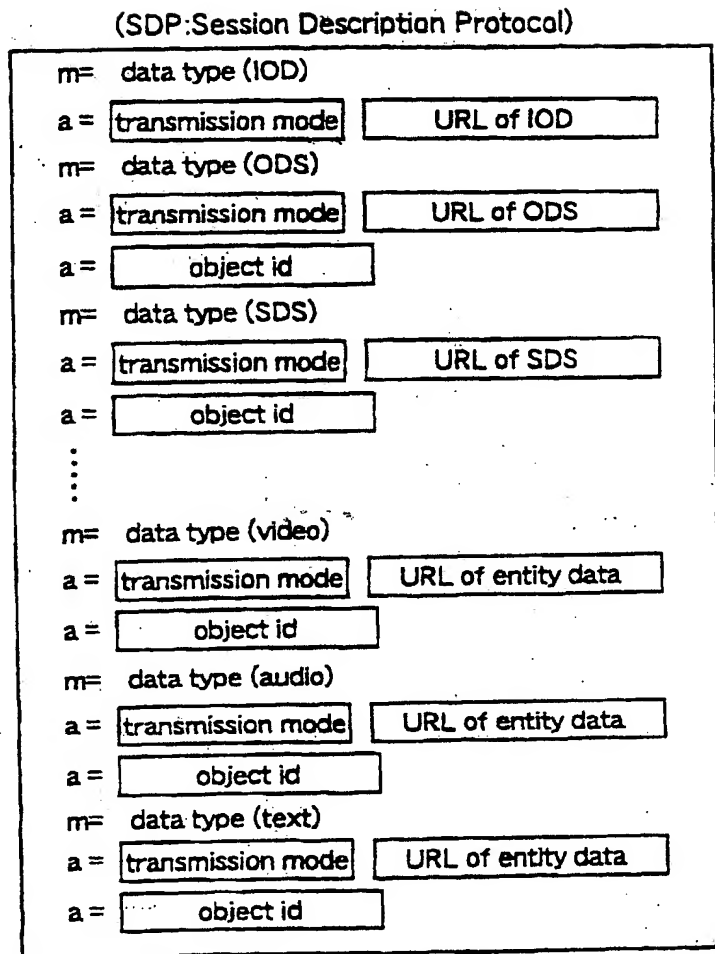 (SDP:Session Description Protocol)
m= data type (IOD)
a = transmission mode URL of IOD
m= data type (ODS)
a = transmission mode URL of ODS
a = object id
m= data type (SDS)
a = transmission mode URL of SDS
a = object id
m= data type (video)
a = transmission mode URL of entity data
a = object id
m= data type (audio)
a = transmission mode URL of entity data
a = object id
m= data type (text)
a = transmission mode URL of entity data
a = object id